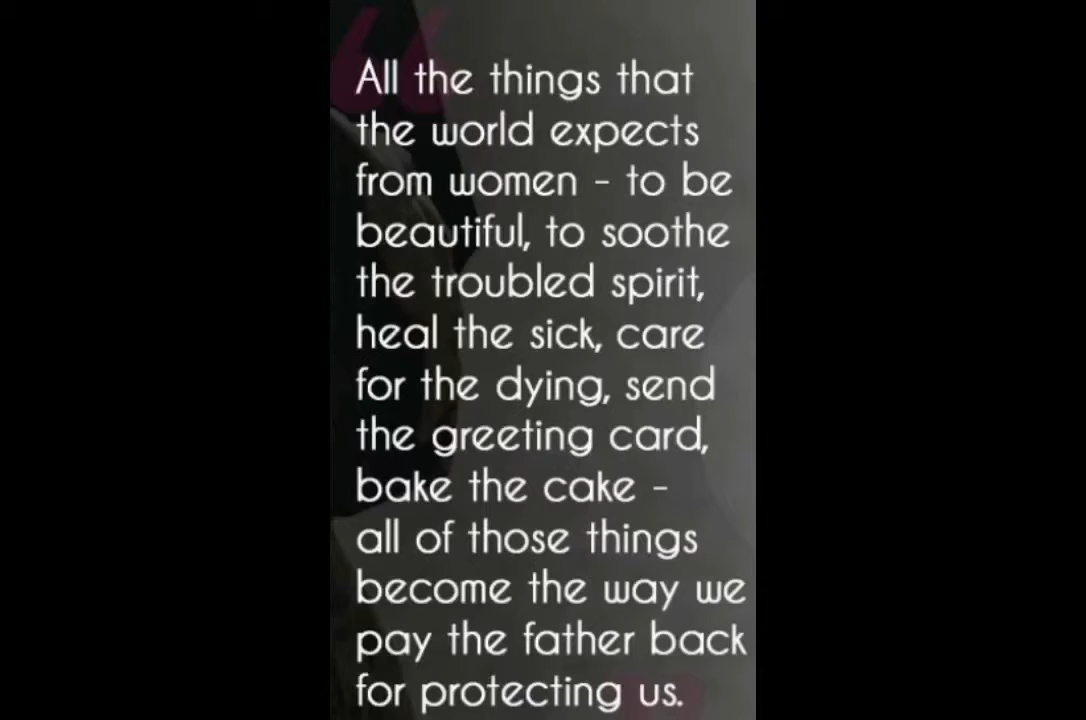 All the things that
the world expects
from women - to be
beautiful, to soothe
the troubled spirit,
heal the sick, care
for the dying, send
the greeting card,
bake the cake -
all of those things
become the way we
pay the father back
for protecting us.